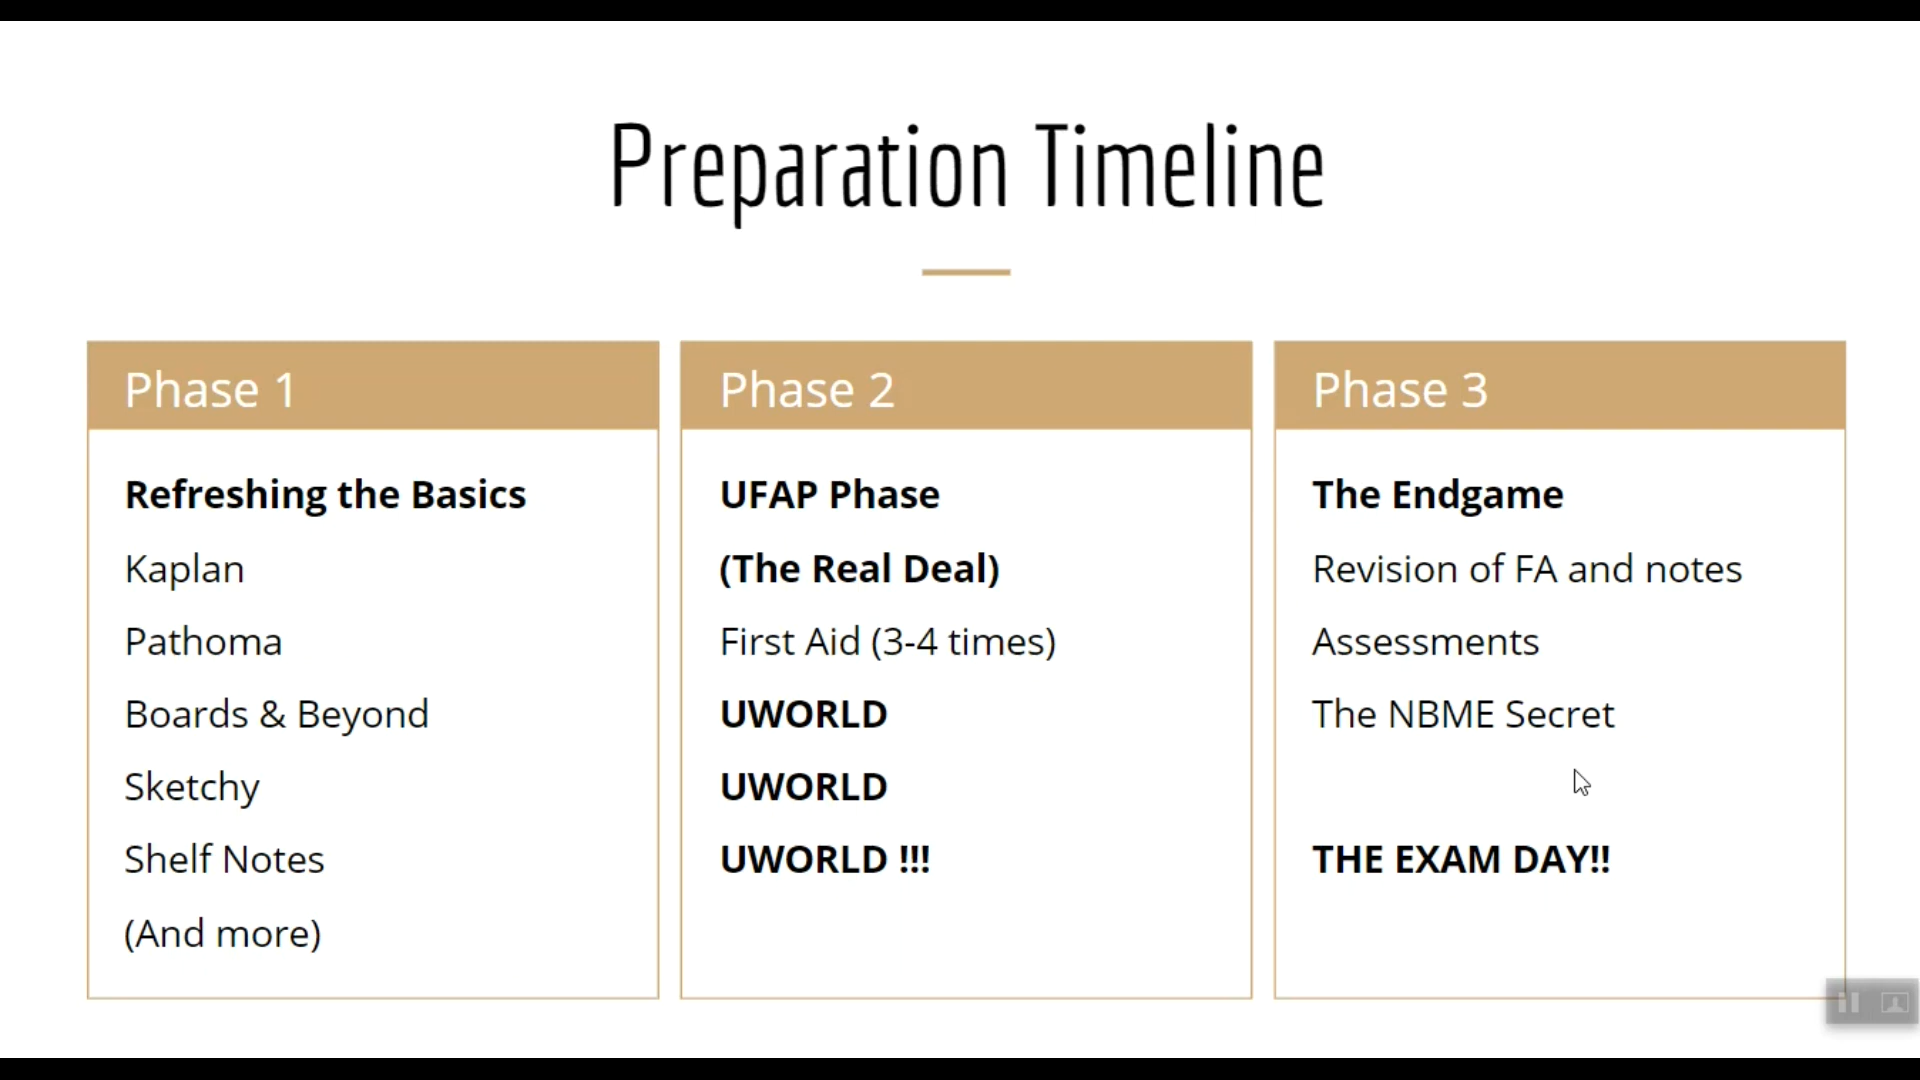 Preparation Timeline
Phase 1
Refreshing the Basics
Kaplan
Pathoma
Boards & Beyond
Sketchy
Shelf Notes
(And more)
Phase 2
UFAP Phase
(The Real Deal)
First Aid (3-4 times)
UWORLD
UWORLD
UWORLD !!!
Phase 3
The Endgame
Revision of FA and notes
Assessments
The NBME Secret
THE EXAM DAY!!